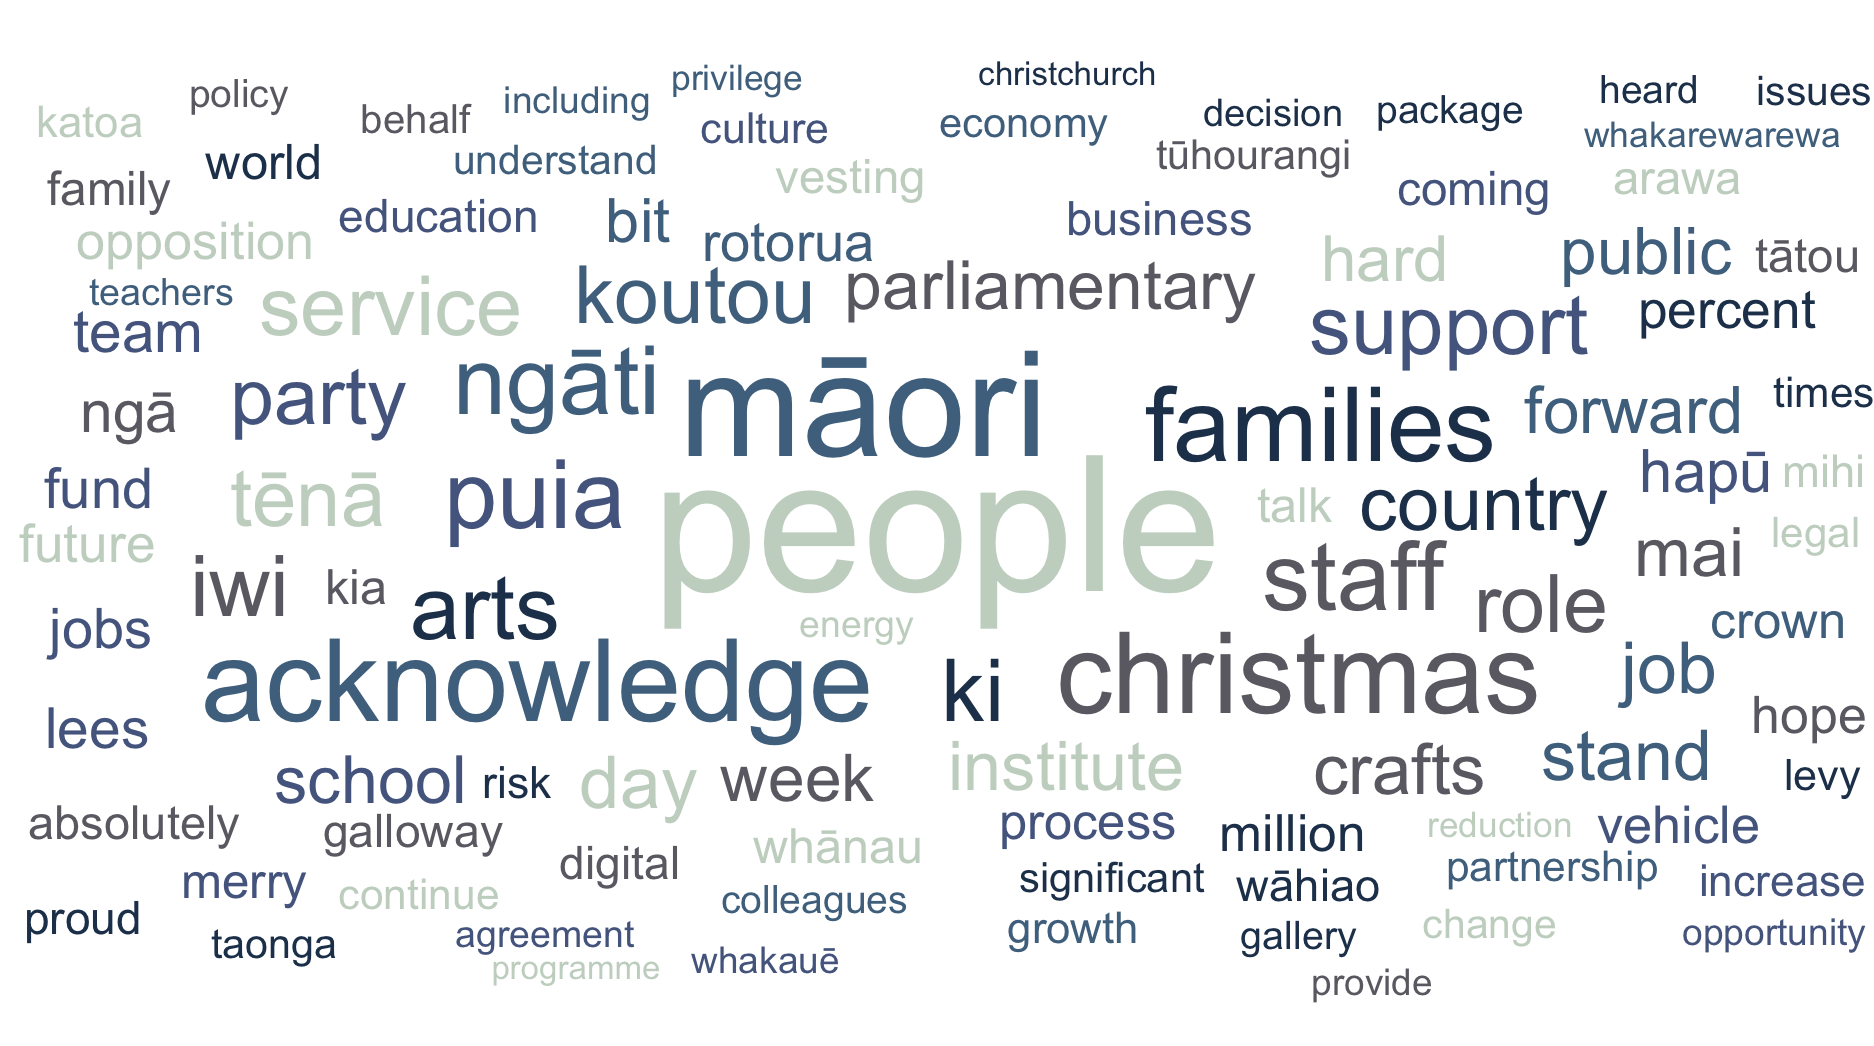 christchurch
privilege
policy
including
heard
issues
katoa
behalf
culture
economy
decision
package
whakarewarewa
family
world
understand
vesting
tūhourangi
coming
arawa
opposition
education
bit
rotorua
business
hard
public
tātou
teachers
service
koutou
parliamentary
team
support
percent
ngā
party
ngāti
māori
families
forward
times
fund
tēnā
puia
people
talk
country
hapū
mihi
future
iwi
kia
arts
energy
staff
role
mai
legal
jobs
acknowledge
ki
christmas
job
crown
lees
school
risk
day
week
institute
crafts
stand
hope
levy
absolutely
galloway
digital
whānau
process
million
reduction
vehicle
merry
continue
colleagues
significant
wāhiao
partnership
increase
proud
taonga
agreement
programme
whakauē
growth
gallery
change
opportunity
provide